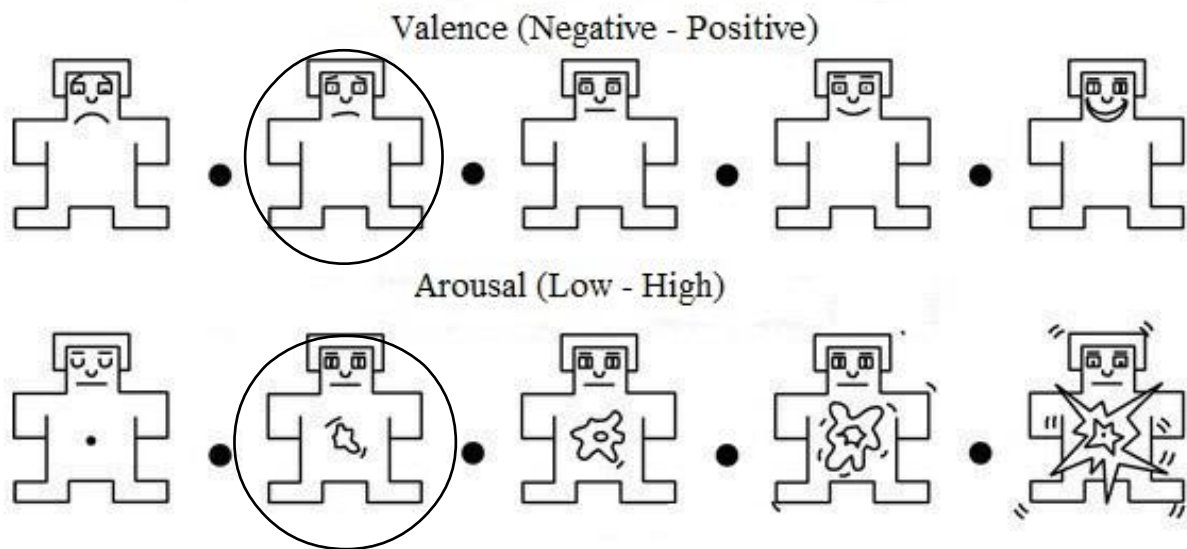 Valence (Negative - Positive)
Arousal (Low - High)